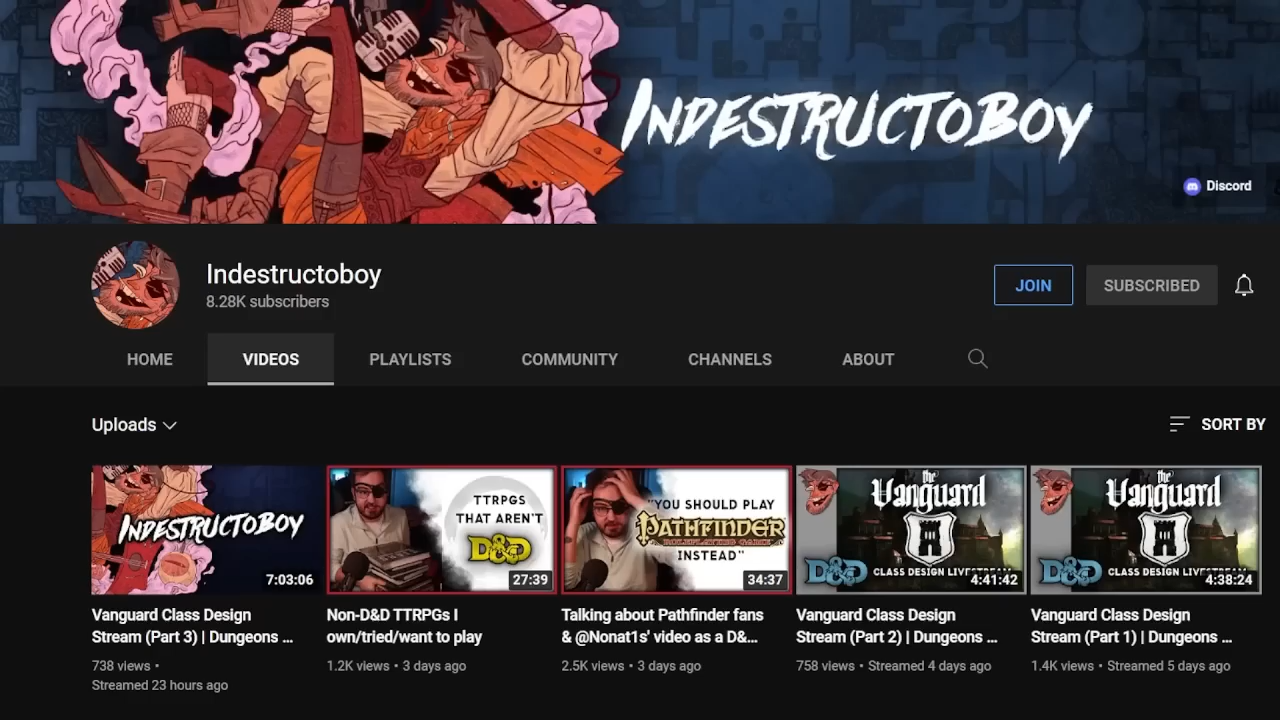 INDESTRUCTOBOY
Discord
Indestructoboy
8.28K subscribers
JOIN
SUBSCRIBED
HOME
VIDEOS
PLAYLISTS
COMMUNITY
CHANNELS
ABOUT
Uploads
SORT BY
INDESTRUCTOBOY
7:03:06
TTRPGS
THAT AREN'T
D&D
27:39
"YOU SHOULD PLAY
PATHFINDER
ROLEPLAYING GAME
INSTEAD"
34:37
the
Vanguard
D&D
CLASS DESIGN
4:41:42
the
Vanguard
D&D
CLASS DESIGN
4:38:24
Vanguard Class Design
Stream (Part 3) | Dungeons ...
738 views •
Streamed 23 hours ago
Non-D&D TTRPGs I
own/tried/want to play
1.2K views • 3 days ago
Talking about Pathfinder fans
& @Nonat1s' video as a D&...
2.5K views • 3 days ago
Vanguard Class Design
Stream (Part 2) | Dungeons ...
758 views • Streamed 4 days ago
Vanguard Class Design
Stream (Part 1) | Dungeons ...
1.4K views • Streamed 5 days ago